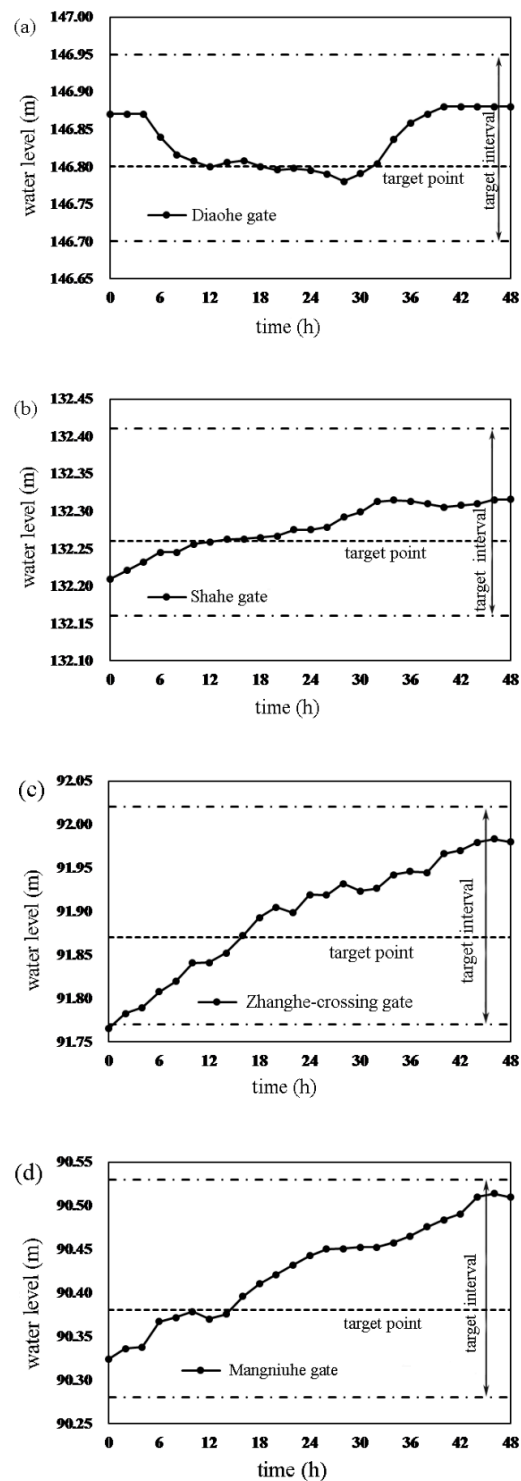 (a)
147.00
146.95
146.90
146.85
146.80
146.75
146.70
146.65
water level (m)
target point
target interval
Diaohe gate
0 6 12 18 24 30 36 42 48
time (h)
(b)
132.45
132.40
132.35
132.30
132.25
132.20
132.15
132.10
water level (m)
target point
target interval
Shahe gate
0 6 12 18 24 30 36 42 48
time (h)
(c)
92.05
92.00
91.95
91.90
91.85
91.80
91.75
water level (m)
target point
target interval
Zhanghe-crossing gate
0 6 12 18 24 30 36 42 48
time (h)
(d)
90.55
90.50
90.45
90.40
90.35
90.30
90.25
water level (m)
target point
target interval
Mangniuhe gate
0 6 12 18 24 30 36 42 48
time (h)